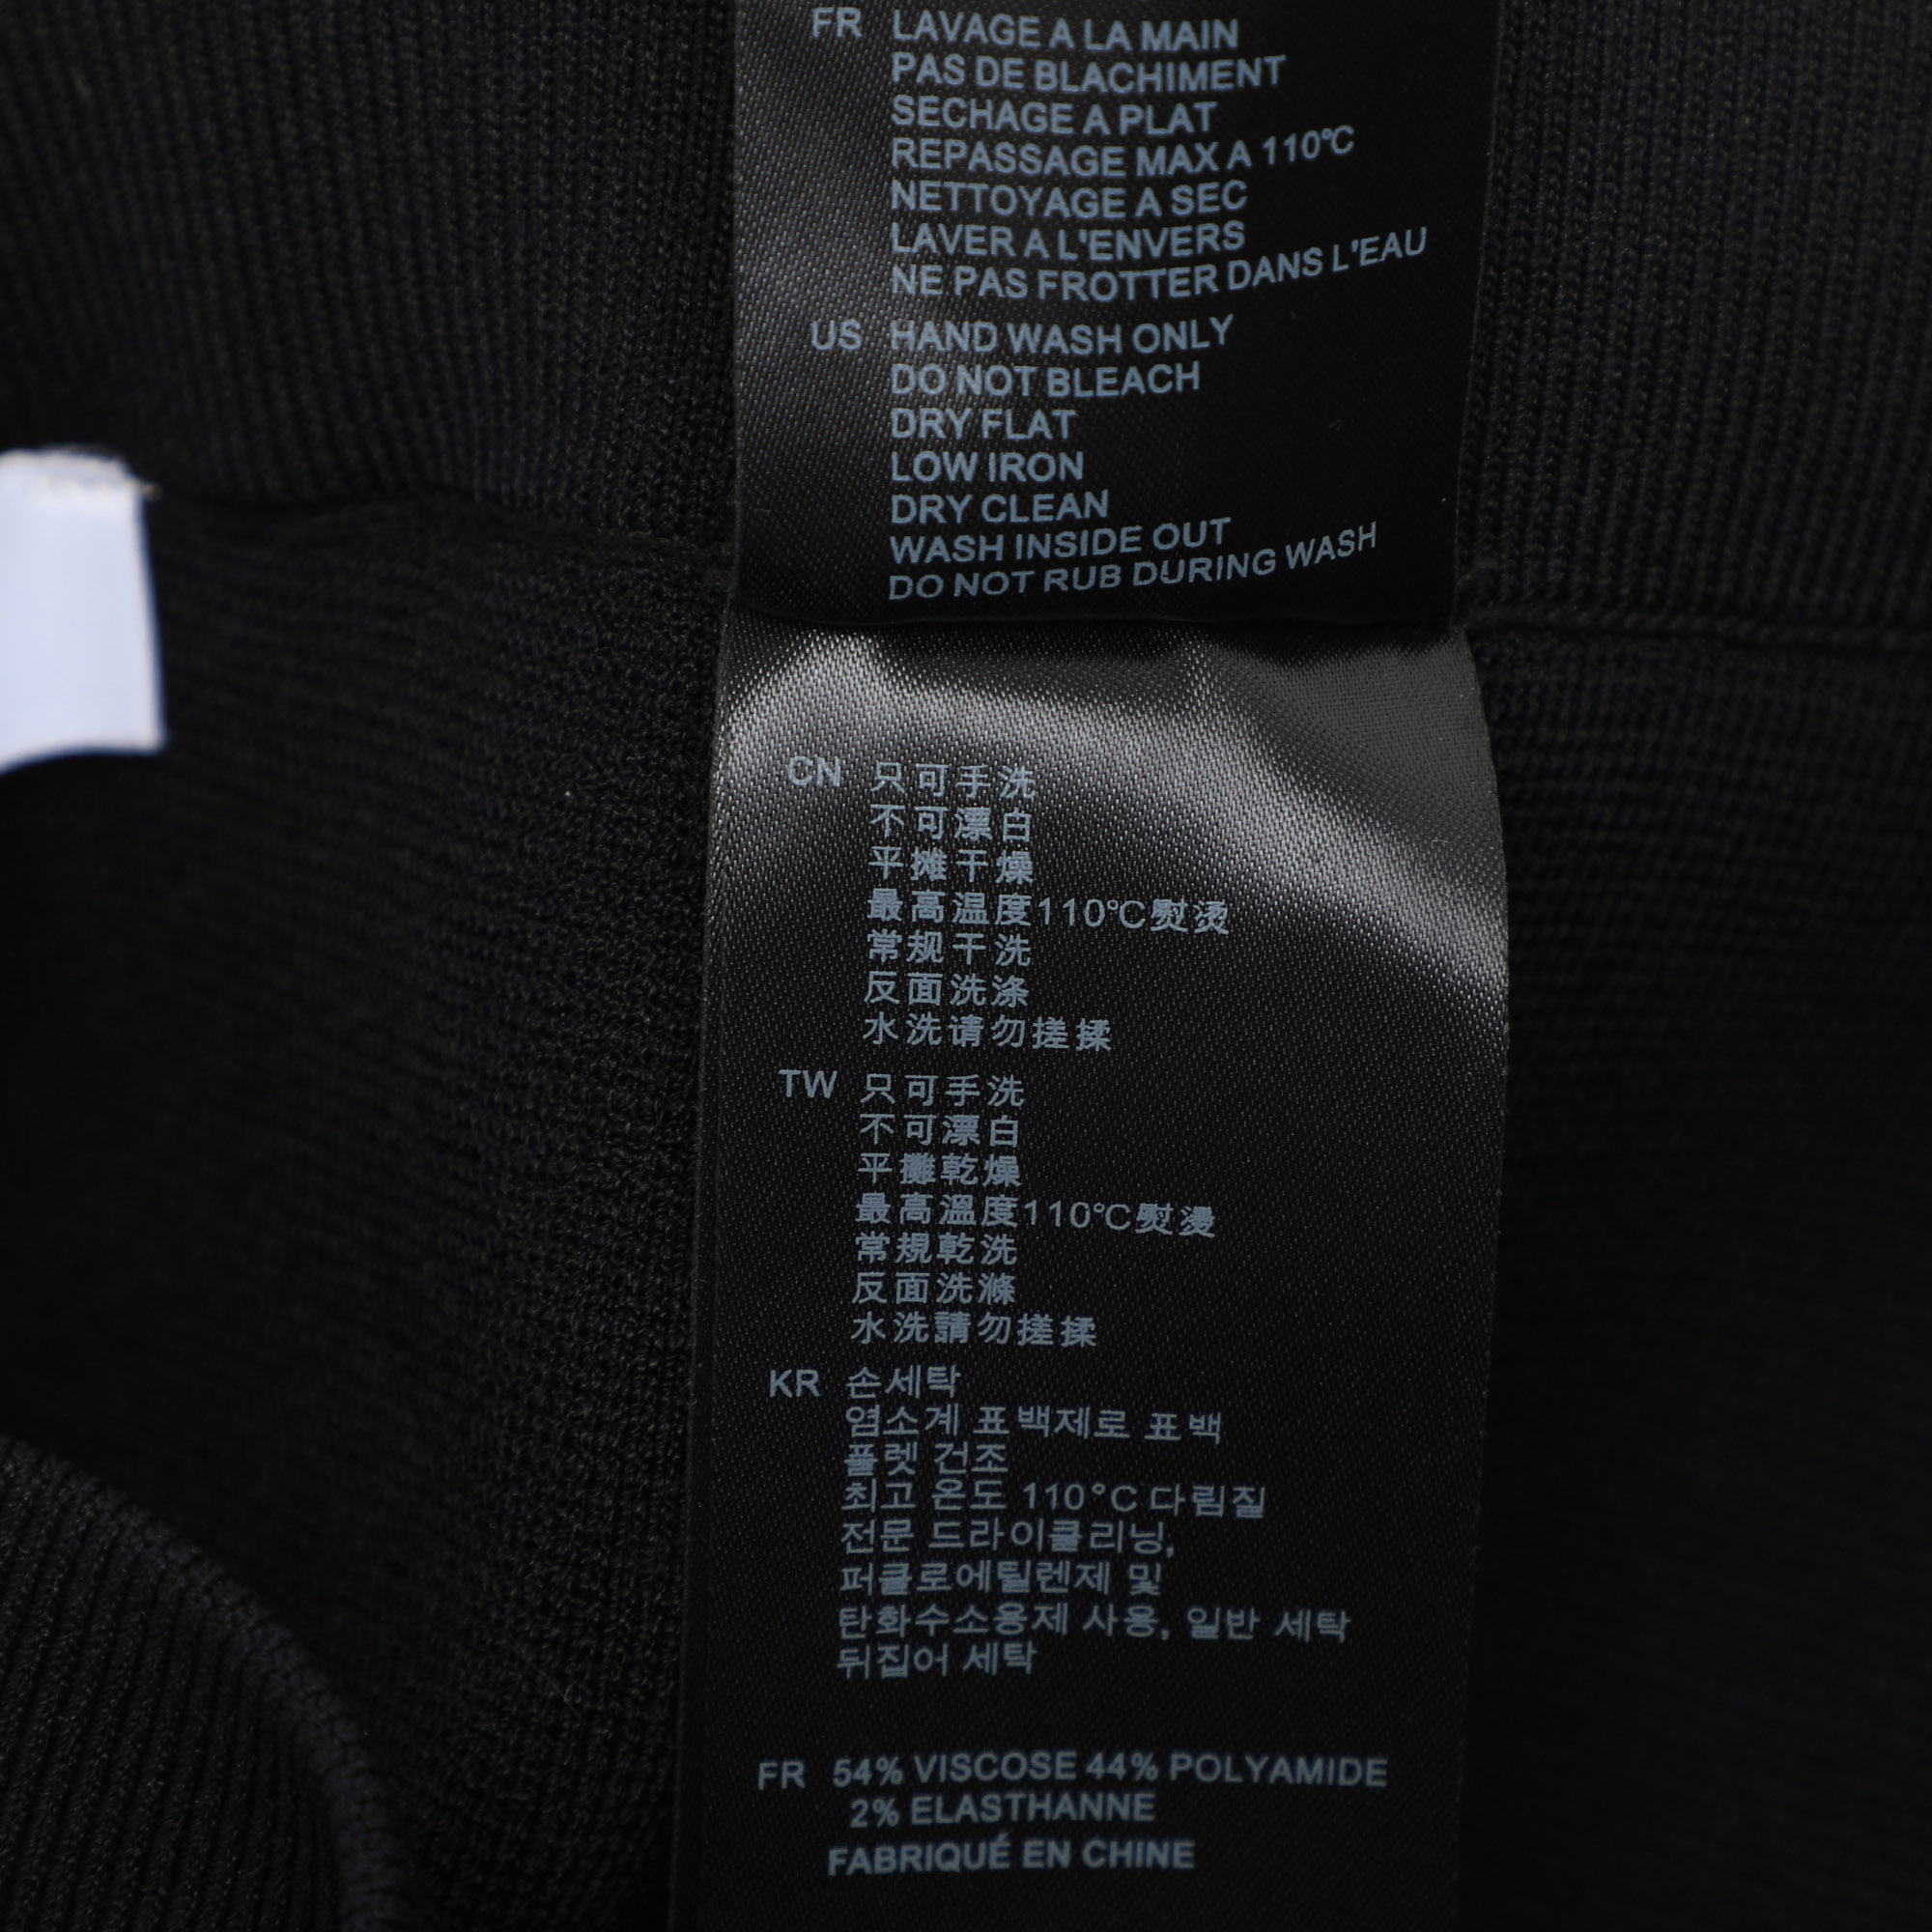 FR LAVAGE A LA MAIN
PAS DE BLACHIMENT
SECHAGE A PLAT
REPASSAGE MAX A 110℃
NETTOYAGE A SEC
LAVER A L'ENVERS
NE PAS FROTTER DANS L'EAU
US HAND WASH ONLY
DO NOT BLEACH
DRY FLAT
LOW IRON
DRY CLEAN
WASH INSIDE OUT
DO NOT RUB DURING WASH
CN 只可手洗
不可漂白
平摊干燥
最高温度110℃熨烫
常规干洗
反面洗涤
水洗请勿搓揉
TW 只可手洗
不可漂白
平攤乾燥
最高溫度110℃熨燙
常規乾洗
反面洗滌
水洗請勿搓揉
KR 손세탁
염소계 표백제로 표백
플렛 건조
최고 온도 110°C 다림질
전문 드라이클리닝,
퍼클로에틸렌제 및
탄화수소용제 사용, 일반 세탁
뒤집어 세탁
FR 54% VISCOSE 44% POLYAMIDE
2% ELASTHANNE
FABRIQUÉ EN CHINE